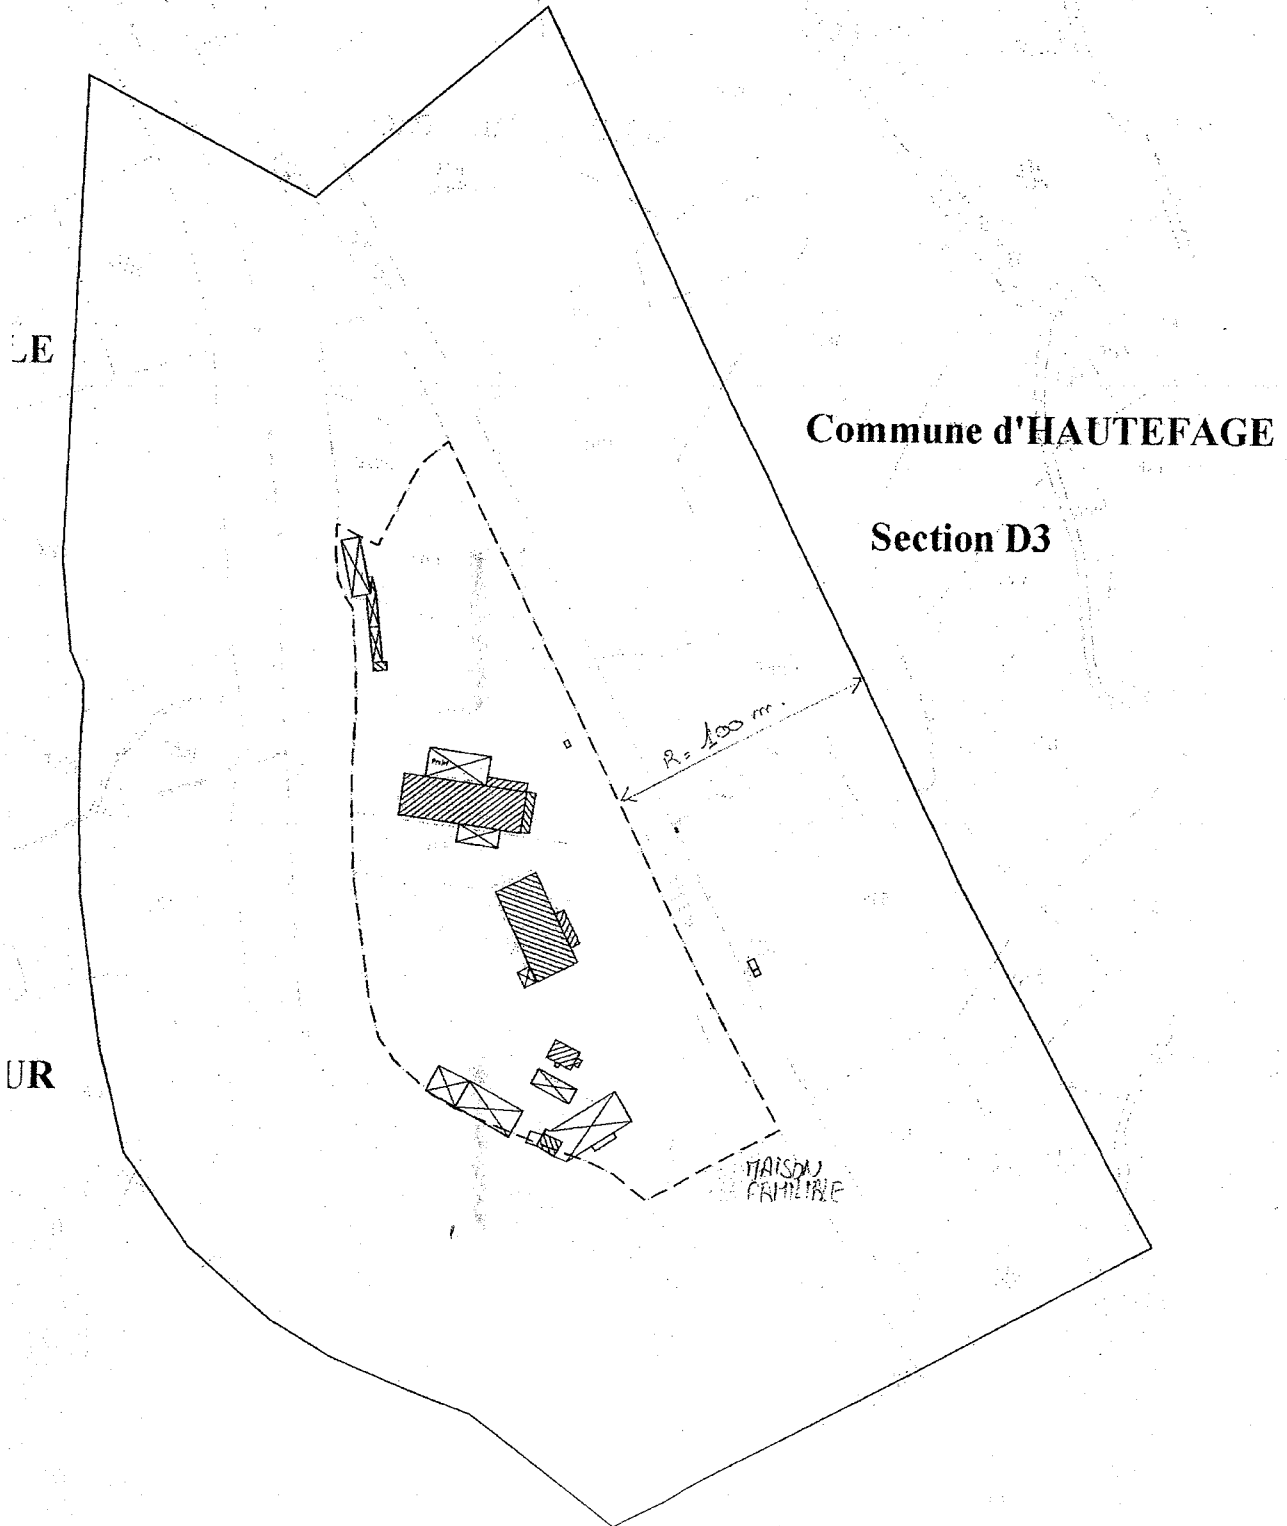 LE
Commune d'HAUTEFAGE
Section D3
R= 100 m.
UR
MAISON
FAMILIALE